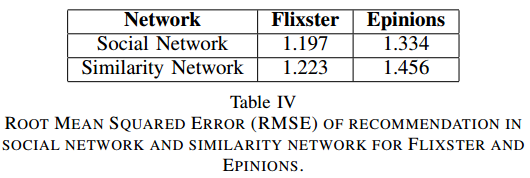 Network Flixster Epinions
Social Network 1.197 1.334
Similarity Network 1.223 1.456
Table IV
ROOT MEAN SQUARED ERROR (RMSE) OF RECOMMENDATION IN
SOCIAL NETWORK AND SIMILARITY NETWORK FOR FLIXSTER AND
EPINIONS.